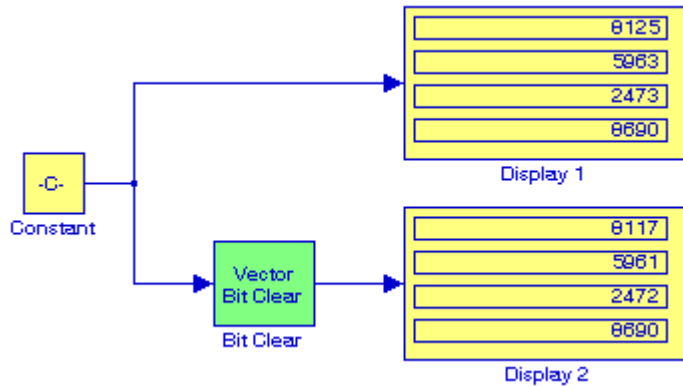 8125
5963
2473
8690
Display 1
-C-
Constant
Vector
Bit Clear
Bit Clear
8117
5961
2472
8690
Display 2